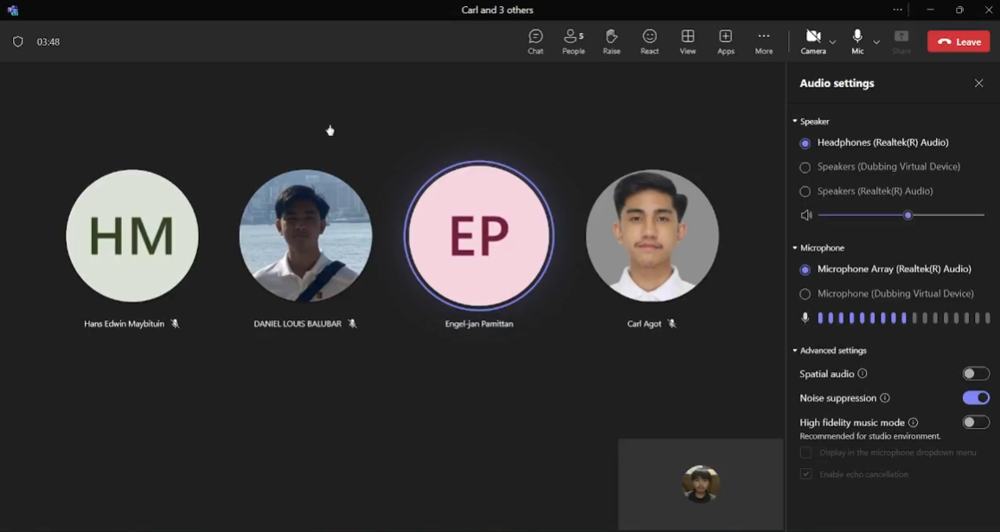 Carl and 3 others
03:48
Chat
People 5
Raise
React
View
Apps
More
Camera
Mic
Share
Leave
Audio settings
Speaker
Headphones (Realtek(R) Audio)
Speakers (Dubbing Virtual Device)
Speakers (Realtek(R) Audio)
Microphone
Microphone Array (Realtek(R) Audio)
Microphone (Dubbing Virtual Device)
Advanced settings
Spatial audio
Noise suppression
High fidelity music mode
Recommended for studio environment.
Display in the microphone dropdown menu
Enable echo cancellation
HM
EP
Hans Edwin Maybituin
DANIEL LOUIS BALUBAR
Engel-jan Pamittan
Carl Agot